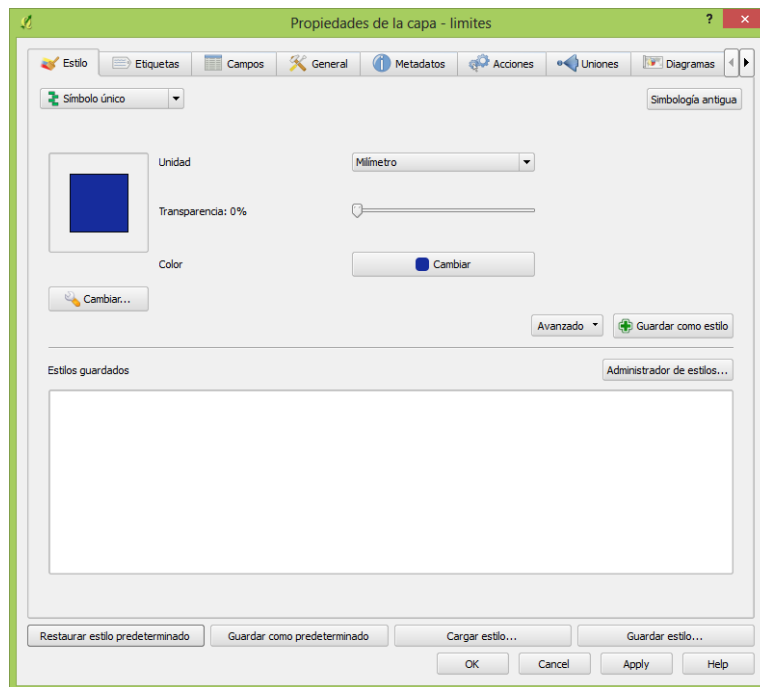 Propiedades de la capa - limites ?
Estilo Etiquetas Campos General Metadatos Acciones Uniones Diagramas
Símbolo único Simbología antigua
Unidad Milímetro
Transparencia: 0%
Color Cambiar
Cambiar...
Avanzado Guardar como estilo
Estilos guardados Administrador de estilos...
Restaurar estilo predeterminado Guardar como predeterminado Cargar estilo... Guardar estilo...
OK Cancel Apply Help